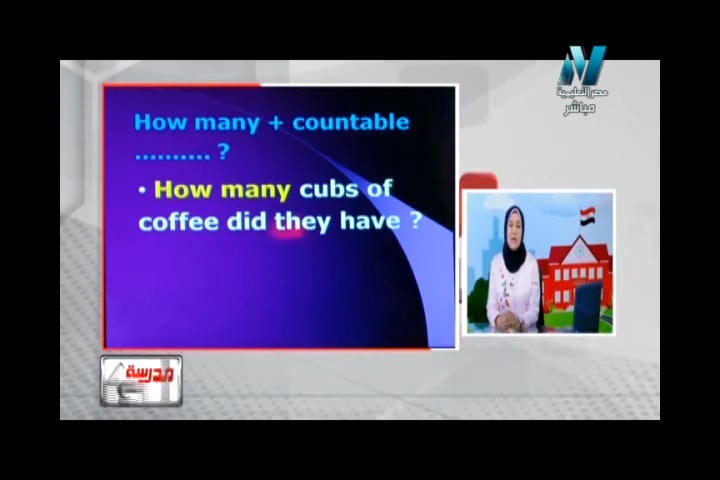 How many + countable
.......... ?
• How many cubs of
coffee did they have ?
مصر التعليمية
مباشر
مدرسة